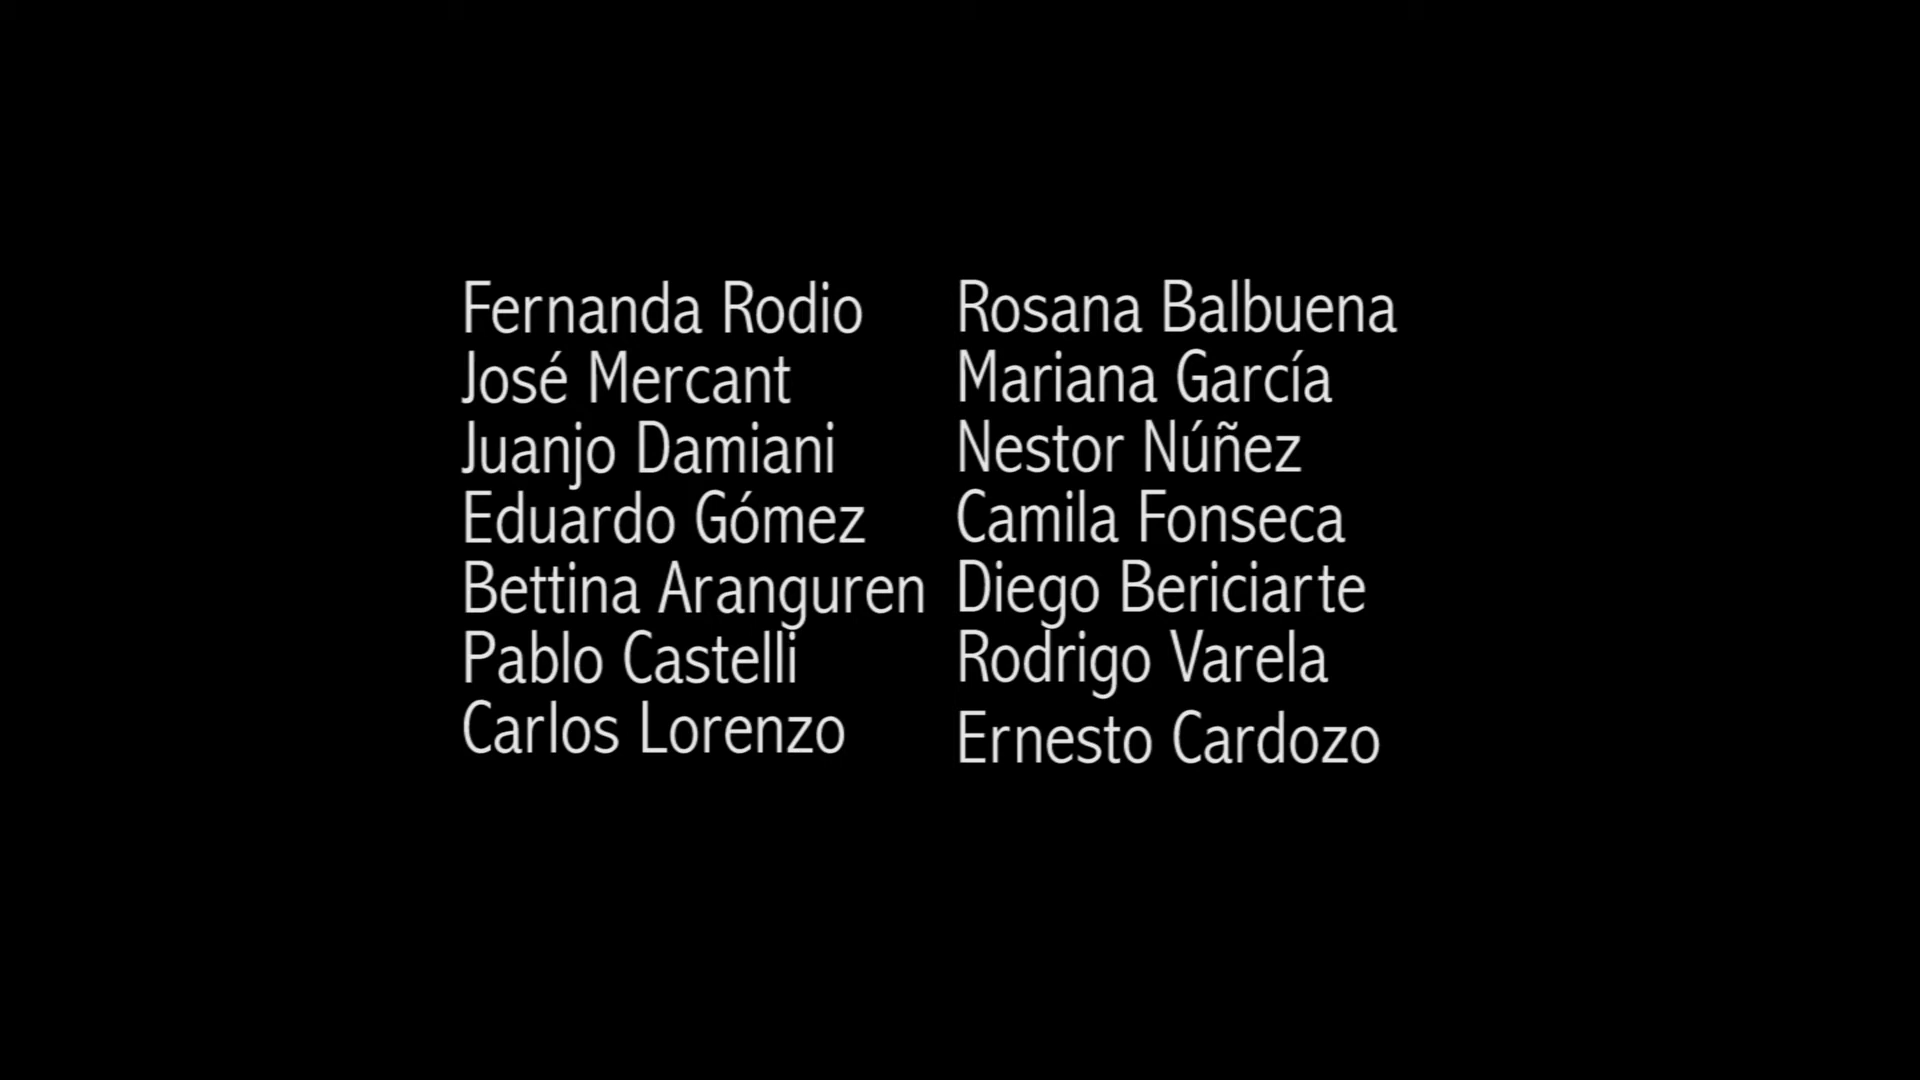 Fernanda Rodio
José Mercant
Juanjo Damiani
Eduardo Gómez
Bettina Aranguren
Pablo Castelli
Carlos Lorenzo
Rosana Balbuena
Mariana García
Nestor Núñez
Camila Fonseca
Diego Bericiarte
Rodrigo Varela
Ernesto Cardozo